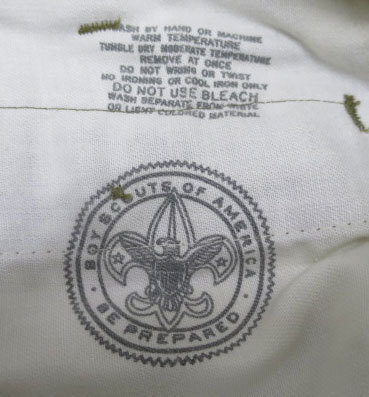 WASH BY HAND OR MACHINE
WARM TEMPERATURE
TUMBLE DRY MODERATE TEMPERATURE
REMOVE AT ONCE
DO NOT WRING OR TWIST
NO IRONING OR COOL IRON ONLY
DO NOT USE BLEACH
WASH SEPARATE FROM WHITE
OR LIGHT COLORED MATERIAL
BOY SCOUTS OF AMERICA
· BE PREPARED ·